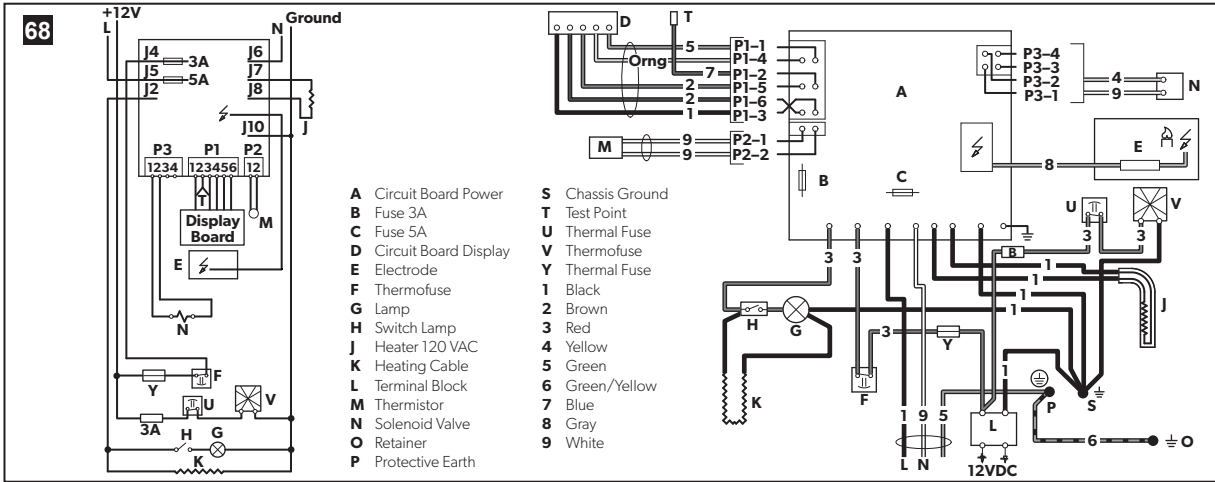 68
+12V
L
N
Ground
J4
3A
J5
5A
J2
J6
J7
J8
J
J10
P3
P1
P2
1234
123456
12
T
Display
Board
M
E
N
Y
F
U
V
3A
H
G
K
A Circuit Board Power
B Fuse 3A
C Fuse 5A
D Circuit Board Display
E Electrode
F Thermofuse
G Lamp
H Switch Lamp
J Heater 120 VAC
K Heating Cable
L Terminal Block
M Thermistor
N Solenoid Valve
O Retainer
P Protective Earth
S Chassis Ground
T Test Point
U Thermal Fuse
V Thermofuse
Y Thermal Fuse
1 Black
2 Brown
3 Red
4 Yellow
5 Green
6 Green/Yellow
7 Blue
8 Gray
9 White
D
T
5 P1-1
Orng P1-4
7 P1-2
2 P1-5
2 P1-6
1 P1-3
M
9 P2-1
9 P2-2
A
B
C
P3-4
P3-3
P3-2
P3-1
4
9
N
E
8
U
V
3
3
B
3
3
1
1
1
1
J
H
G
3
Y
K
F
1
9
5
L N
1
L
12VDC
P
S
6
O